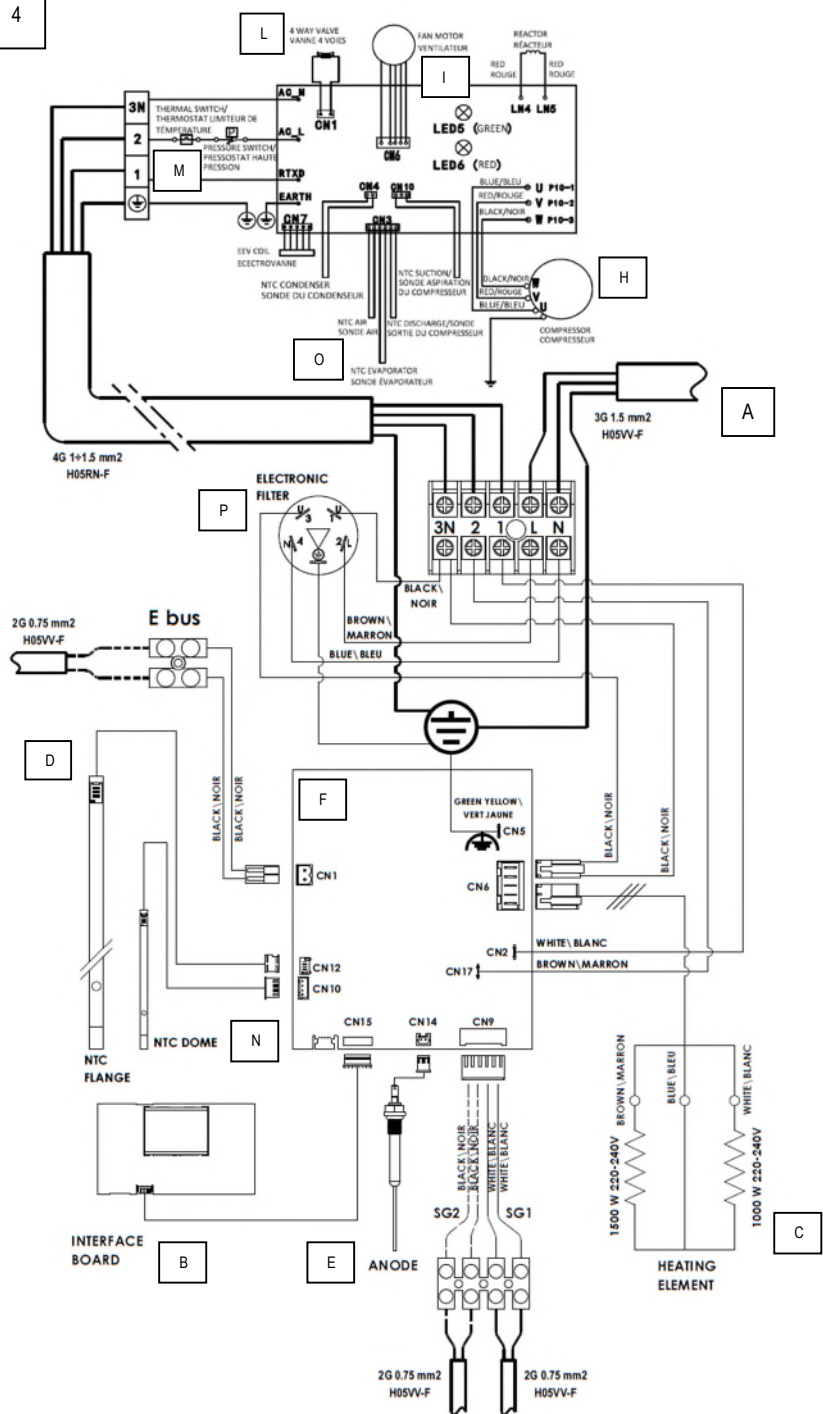 4
L
4 WAY VALVE
VANNE 4 VOIES
FAN MOTOR
VENTILATEUR
I
REACTOR
RÉACTEUR
RED
ROUGE
RED
ROUGE
LN4 LN5
3N
2
1
THERMAL SWITCH/
THERMOSTAT LIMITEUR DE
TÉMPÉRATURE
P
PRESSURE SWITCH/
PRESSOSTAT HAUTE
PRESSION
M
AC_N
AC_L
RTXD
EARTH
CN1
CN6
LED5 (GREEN)
LED6 (RED)
CN4
CN10
CN7
CN3
BLUE/BLEU
RED/ROUGE
BLACK/NOIR
U P10-1
V P10-2
W P10-3
EEV COIL
ECECTROVANNE
NTC CONDENSER
SONDE DU CONDENSEUR
NTC SUCTION/
SONDE ASPIRATION
DU COMPRESSEUR
BLACK/NOIR
RED/ROUGE
BLUE/BLEU
W
V
U
H
COMPRESSOR
COMPRESSEUR
NTC AIR
SONDE AIR
NTC DISCHARGE/SONDE
SORTIE DU COMPRESSEUR
O
NTC EVAPORATOR
SONDE ÉVAPORATEUR
A
3G 1.5 mm2
H05VV-F
4G 1÷1.5 mm2
H05RN-F
P
ELECTRONIC
FILTER
U
3
U
1
N
4
2
L
3N 2 1 L N
BLACK\
NOIR
BROWN\
MARRON
BLUE\BLEU
2G 0.75 mm2
H05VV-F
E bus
D
BLACK\NOIR
BLACK\NOIR
F
GREEN YELLOW\
VERT JAUNE
CN5
BLACK\NOIR
BLACK\NOIR
CN1
CN6
CN2
WHITE\BLANC
CN17
BROWN\MARRON
CN12
CN10
CN15
CN14
CN9
NTC DOME
N
NTC
FLANGE
INTERFACE
BOARD
B
E
ANODE
BLACK\NOIR
BLACK\NOIR
WHITE\BLANC
WHITE\BLANC
SG2
SG1
2G 0.75 mm2
H05VV-F
2G 0.75 mm2
H05VV-F
BROWN\MARRON
BLUE\BLEU
WHITE\BLANC
1500 W 220-240V
1000 W 220-240V
C
HEATING
ELEMENT